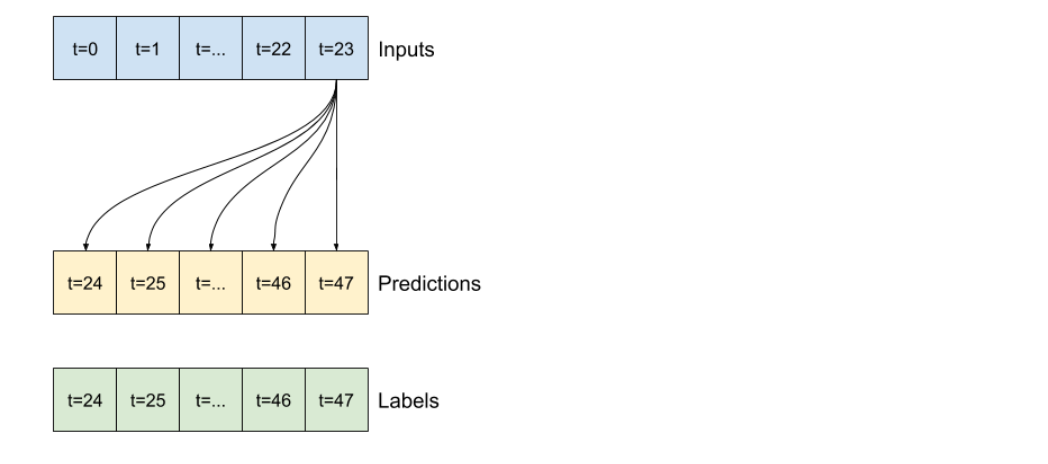 t=0 t=1 t=... t=22 t=23 Inputs
t=24 t=25 t=... t=46 t=47 Predictions
t=24 t=25 t=... t=46 t=47 Labels